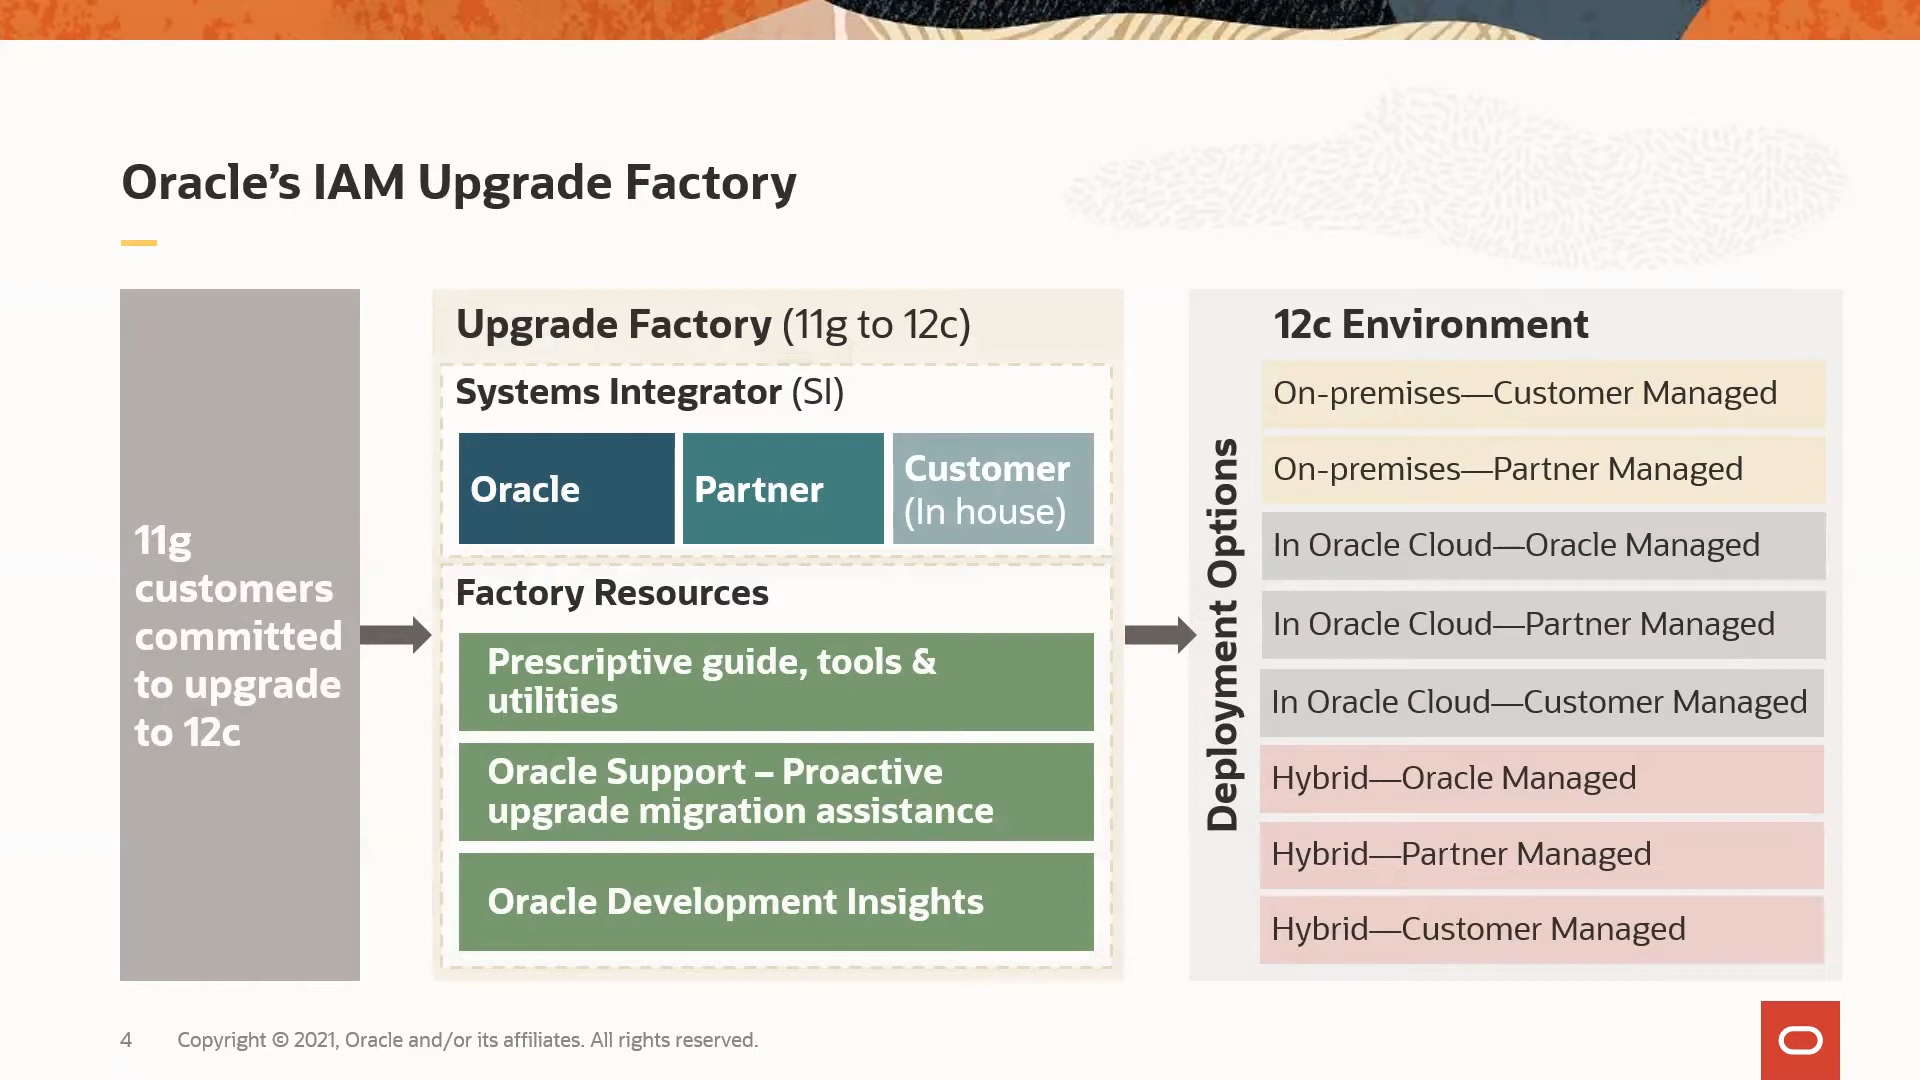 Oracle’s IAM Upgrade Factory
11g
customers
committed
to upgrade
to 12c
Upgrade Factory (11g to 12c)
Systems Integrator (SI)
Oracle
Partner
Customer
(In house)
Factory Resources
Prescriptive guide, tools &
utilities
Oracle Support – Proactive
upgrade migration assistance
Oracle Development Insights
Deployment Options
12c Environment
On-premises—Customer Managed
On-premises—Partner Managed
In Oracle Cloud—Oracle Managed
In Oracle Cloud—Partner Managed
In Oracle Cloud—Customer Managed
Hybrid—Oracle Managed
Hybrid—Partner Managed
Hybrid—Customer Managed
4 Copyright © 2021, Oracle and/or its affiliates. All rights reserved.